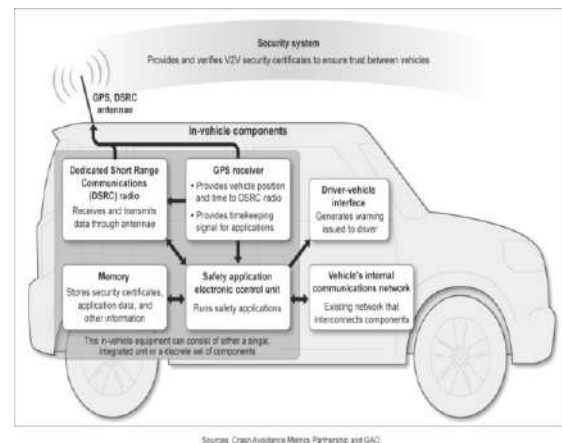 Security system
Provides and verifies V2V security certificates to ensure trust between vehicles
GPS, DSRC
antennae
In-vehicle components
Dedicated Short Range
Communications
(DSRC) radio
Receives and transmits
data through antennae
GPS receiver
• Provides vehicle position
and time to DSRC radio
• Provides timekeeping
signal for applications
Driver-vehicle
interface
Generates warning
issued to driver
Memory
Stores security certificates,
application data, and
other information
Safety application
electronic control unit
Runs safety applications
Vehicle's internal
communications network
Existing network that
interconnects components
This in-vehicle equipment can consist of either a single,
integrated unit or a discrete set of components
Sources: Crash Avoidance Metrics Partnership and GAO.